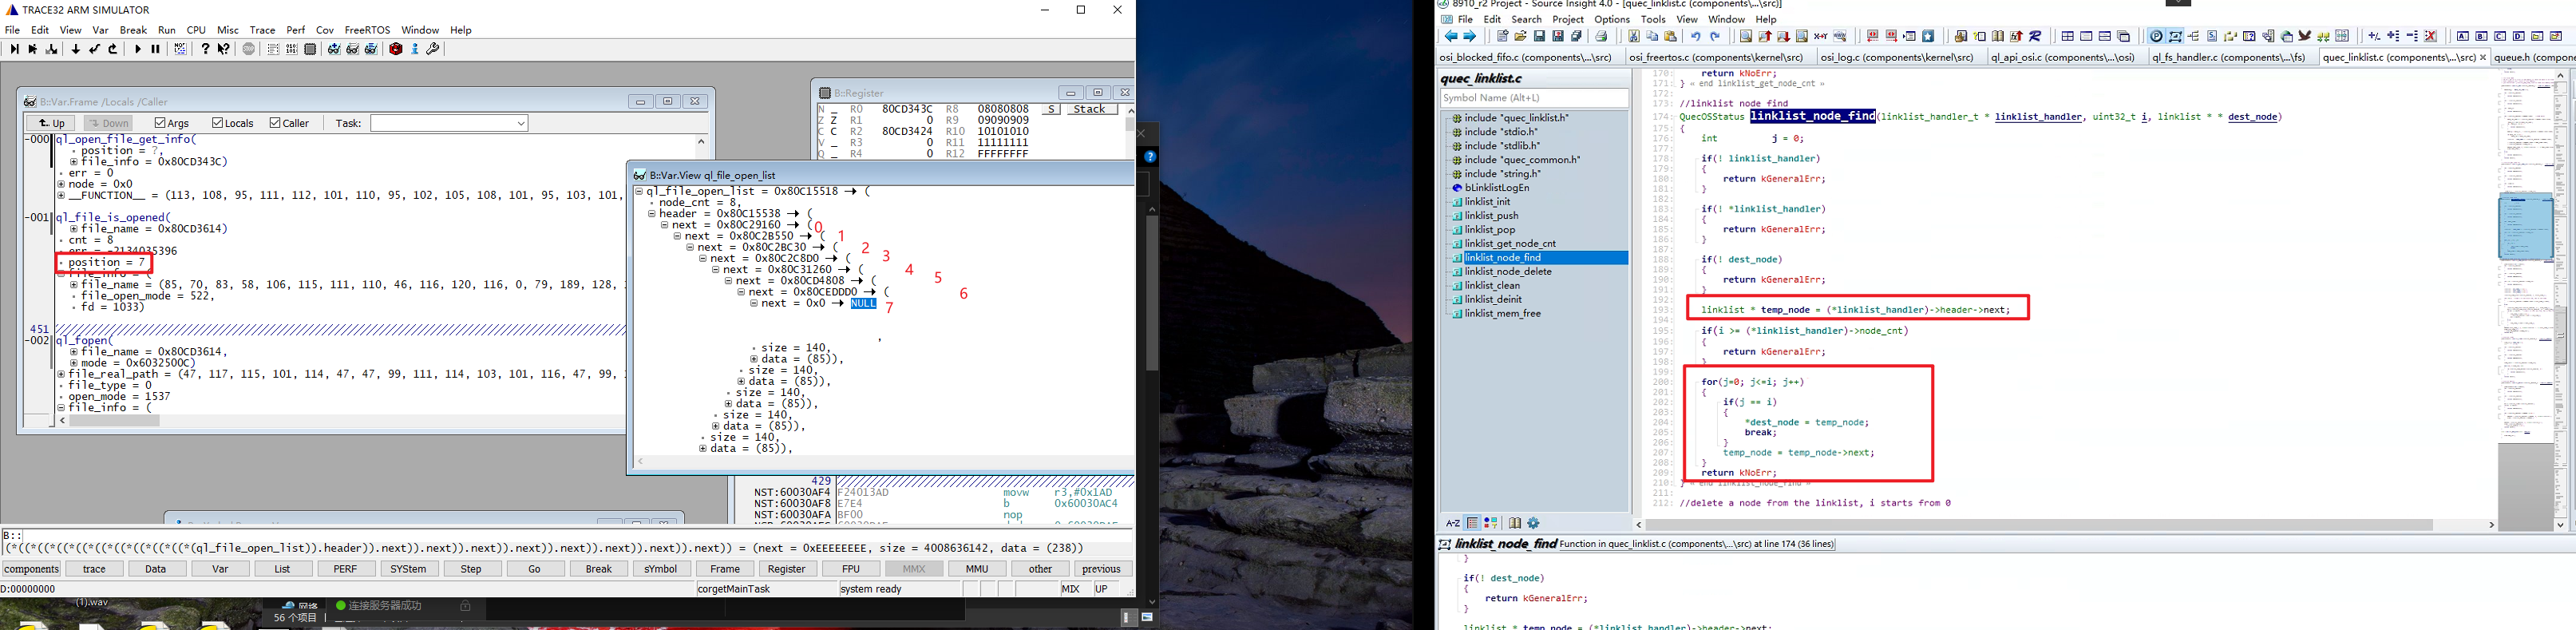 TRACE32 ARM SIMULATOR
File Edit View Var Break Run CPU Misc Trace Perf Cov FreeRTOS Window Help
B::Var.Frame /Locals /Caller
Up Down Args Locals Caller Task:
-000 ql_open_file_get_info(
position = ?,
file_info = 0x80CD343C)
err = 0
node = 0x0
__FUNCTION__ = (113, 108, 95, 111, 112, 101, 110, 95, 102, 105, 108, 101, 95, 103, 101,
-001 ql_file_is_opened(
file_name = 0x80CD3614)
cnt = 8
err = -2134035396
position = 7
file_info = (
file_name = (85, 70, 83, 58, 106, 115, 111, 110, 46, 116, 120, 116, 0, 79, 189, 128,
file_open_mode = 522,
fd = 1033)
451
-002 ql_fopen(
file_name = 0x80CD3614,
mode = 0x6032500C)
file_real_path = (47, 117, 115, 101, 114, 47, 47, 99, 111, 114, 103, 101, 116, 47, 99,
file_type = 0
open_mode = 1537
file_info = (
B::Register
N _ R0 80CD343C R8 08080808 S Stack
Z Z R1 0 R9 09090909
C C R2 80CD3424 R10 10101010
V _ R3 0 R11 11111111
Q _ R4 0 R12 FFFFFFFF
B::Var.View ql_file_open_list
ql_file_open_list = 0x80C15518 → (
node_cnt = 8,
header = 0x80C15538 → (
next = 0x80C29160 → ( 0
next = 0x80C2B550 → ( 1
next = 0x80C2BC30 → ( 2
next = 0x80C2C8D0 → ( 3
next = 0x80C31260 → ( 4
next = 0x80CD4808 → ( 5
next = 0x80CEDDD0 → ( 6
next = 0x0 → NULL 7
,
size = 140,
data = (85)),
size = 140,
data = (85)),
size = 140,
data = (85)),
size = 140,
data = (85)),
size = 140,
data = (85)),
429
NST:60030AF4 F24013AD movw r3,#0x1AD
NST:60030AF8 E7E4 b 0x60030AC4
NST:60030AFA BF00 nop
B::
(*((*((*((*((*((*((*((*((*((*(ql_file_open_list)).header)).next)).next)).next)).next)).next)).next)).next)).next)) = (next = 0xEEEEEEEE, size = 4008636142, data = (238))
components trace Data Var List PERF SYStem Step Go Break sYmbol Frame Register FPU MMX MMU other previous
D:00000000 corgetMainTask system ready MIX UP
(1).wav
网络
连接服务器成功
56 个项目
8910_r2 Project - Source Insight 4.0 - [quec_linklist.c (components\...\src)]
File Edit Search Project Options Tools View Window Help
osi_blocked_fifo.c (components\...\src) osi_freertos.c (components\kernel\src) osi_log.c (components\kernel\src) ql_api_osi.c (components\...\osi) ql_fs_handler.c (components\...\fs) quec_linklist.c (components\...\src) queue.h (compone
quec_linklist.c
Symbol Name (Alt+L)
include "quec_linklist.h"
include "stdio.h"
include "stdlib.h"
include "quec_common.h"
include "string.h"
bLinklistLogEn
linklist_init
linklist_push
linklist_pop
linklist_get_node_cnt
linklist_node_find
linklist_node_delete
linklist_clean
linklist_deinit
linklist_mem_free
A-Z
170: return kNoErr;
171: } « end linklist_get_node_cnt »
172:
173: //linklist node find
174: QuecOSStatus linklist_node_find(linklist_handler_t * linklist_handler, uint32_t i, linklist * * dest_node)
175: {
176: int j = 0;
177:
178: if(! linklist_handler)
179: {
180: return kGeneralErr;
181: }
182:
183: if(! *linklist_handler)
184: {
185: return kGeneralErr;
186: }
187:
188: if(! dest_node)
189: {
190: return kGeneralErr;
191: }
192:
193: linklist * temp_node = (*linklist_handler)->header->next;
194:
195: if(i >= (*linklist_handler)->node_cnt)
196: {
197: return kGeneralErr;
198: }
199:
200: for(j=0; j<=i; j++)
201: {
202: if(j == i)
203: {
204: *dest_node = temp_node;
205: break;
206: }
207: temp_node = temp_node->next;
208: }
209: return kNoErr;
210: } « end linklist_node_find »
211:
212: //delete a node from the linklist, i starts from 0
linklist_node_find Function in quec_linklist.c (components\...\src) at line 174 (36 lines)
}
if(! dest_node)
{
return kGeneralErr;
}
linklist * temp_node = (*linklist_handler)->header->next;